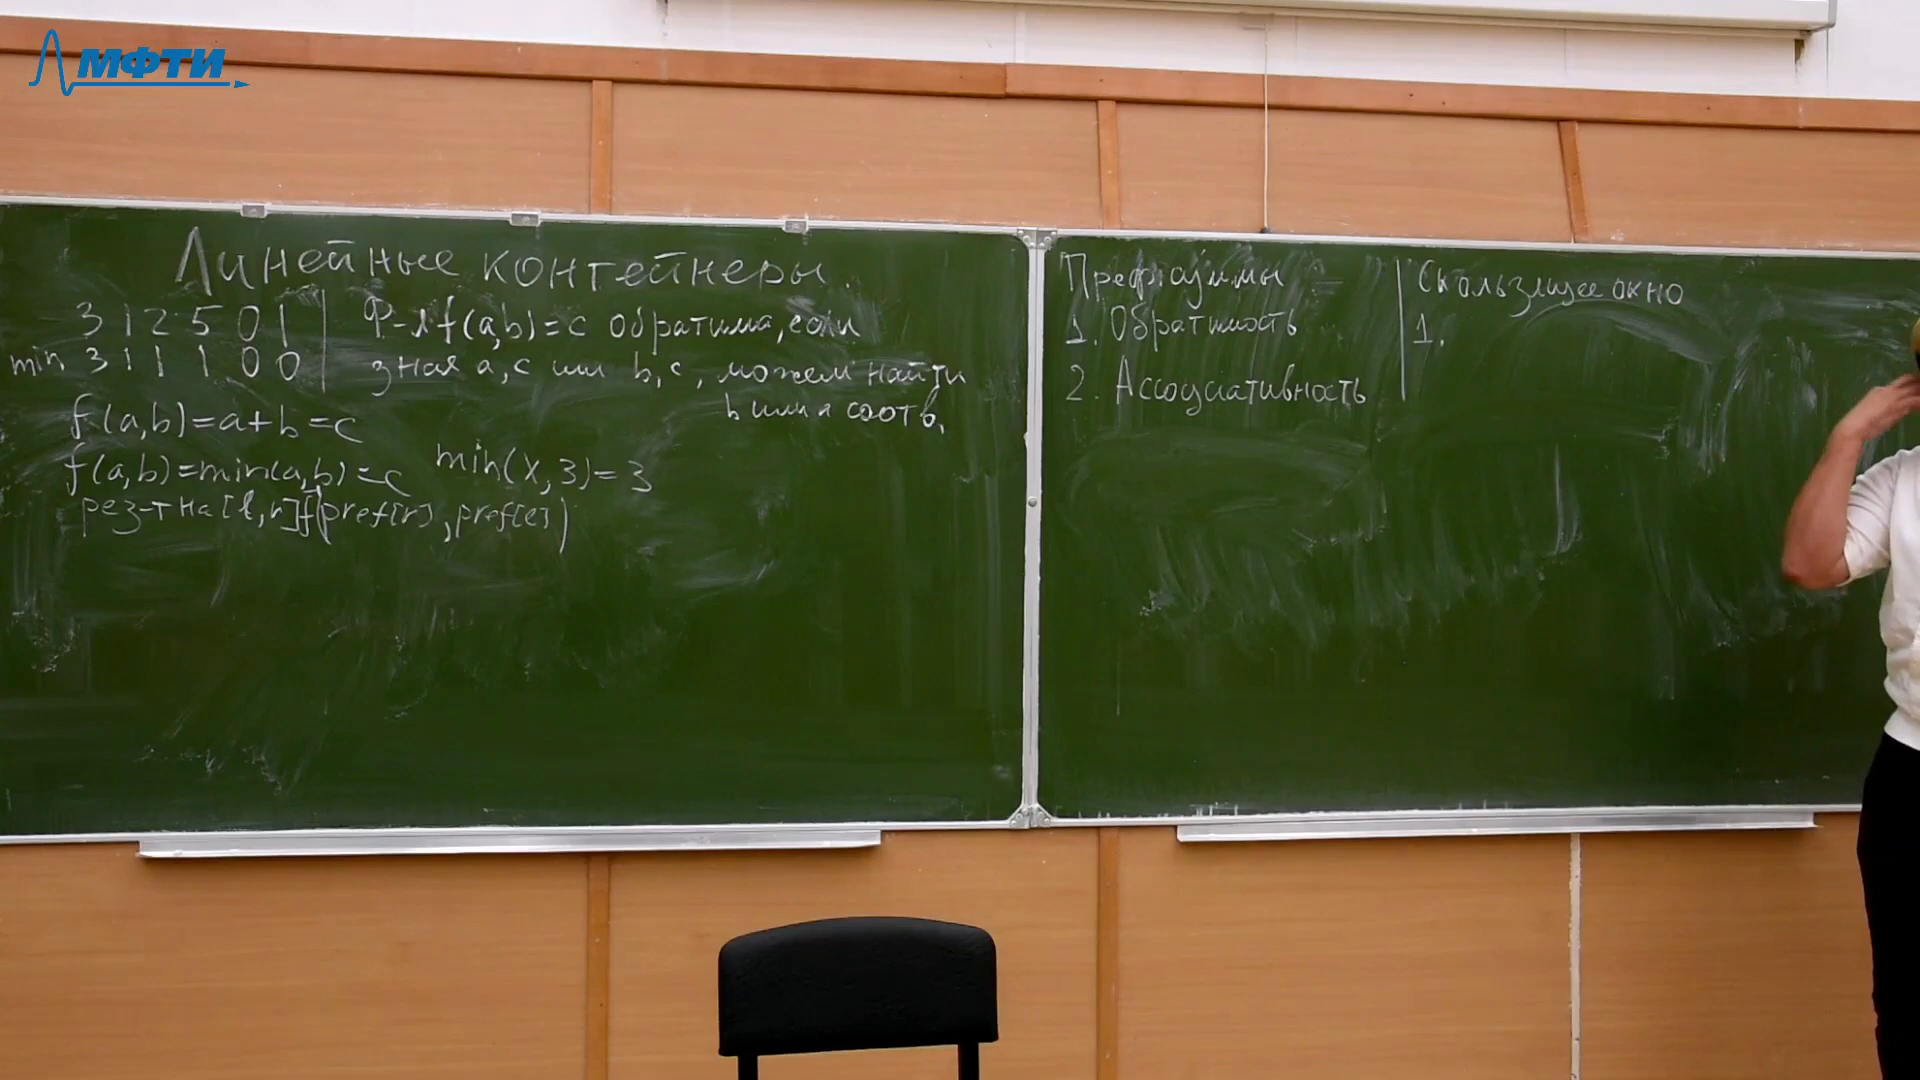 МФТИ
Линейные контейнеры.
3 1 2 5 0 1
min 3 1 1 1 0 0
f(a,b)=a+b=c
f(a,b)=min(a,b)=c min(x,3)=3
рез-т на [l,r] f(pref[r],pref[l])
Ф-я f(a,b)=c обратима, если
зная a,c или b,c, можем найти
b или a соотв.
Префсуммы
1. Обратимость
2. Ассоциативность
Скользящее окно
1.